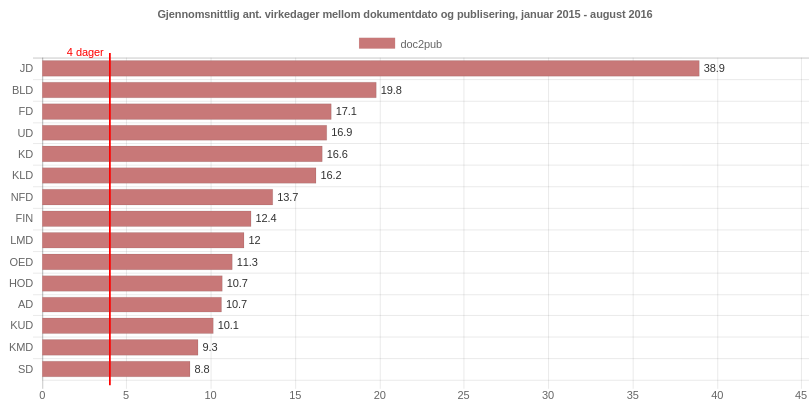 Gjennomsnittlig ant. virkedager mellom dokumentdato og publisering, januar 2015 - august 2016
doc2pub
4 dager
JD 38.9
BLD 19.8
FD 17.1
UD 16.9
KD 16.6
KLD 16.2
NFD 13.7
FIN 12.4
LMD 12
OED 11.3
HOD 10.7
AD 10.7
KUD 10.1
KMD 9.3
SD 8.8
0 5 10 15 20 25 30 35 40 45